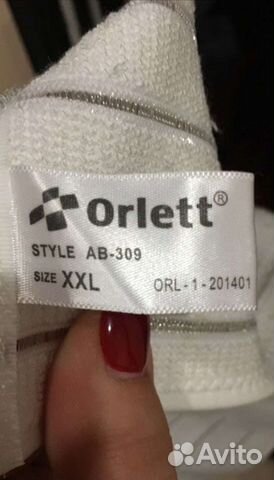 Orlett®
STYLE AB-309
SIZE XXL ORL-1-201401
Avito